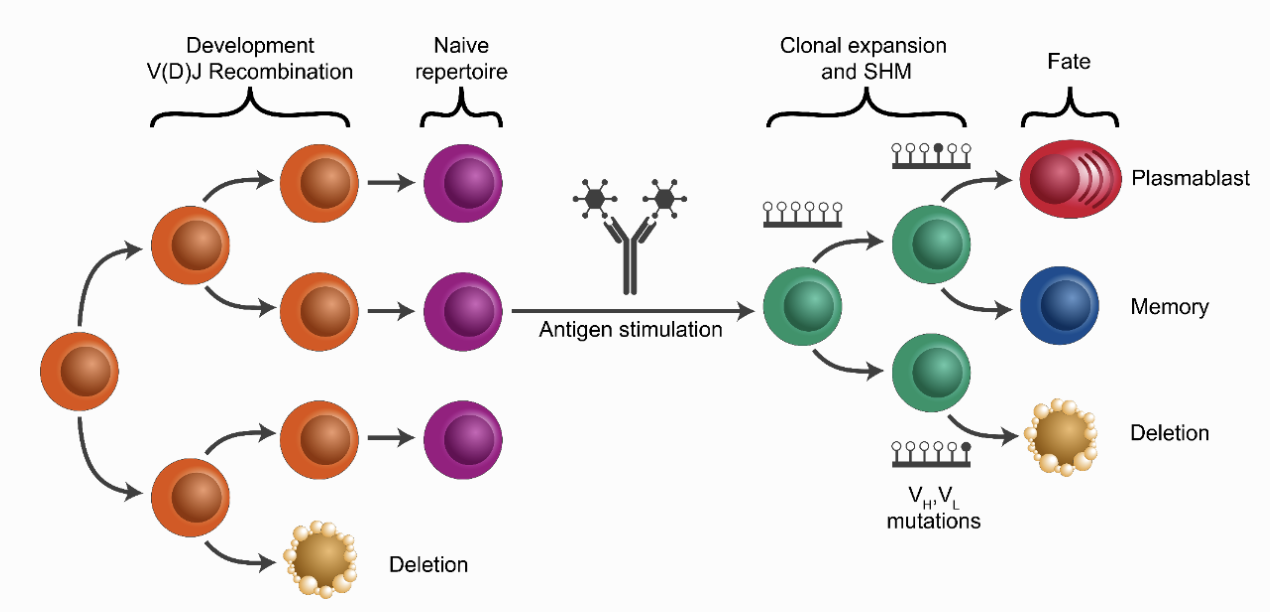 Development
V(D)J Recombination
Naive
repertoire
Clonal expansion
and SHM
Fate
Plasmablast
Antigen stimulation
Memory
Deletion
V_H,V_L
mutations
Deletion